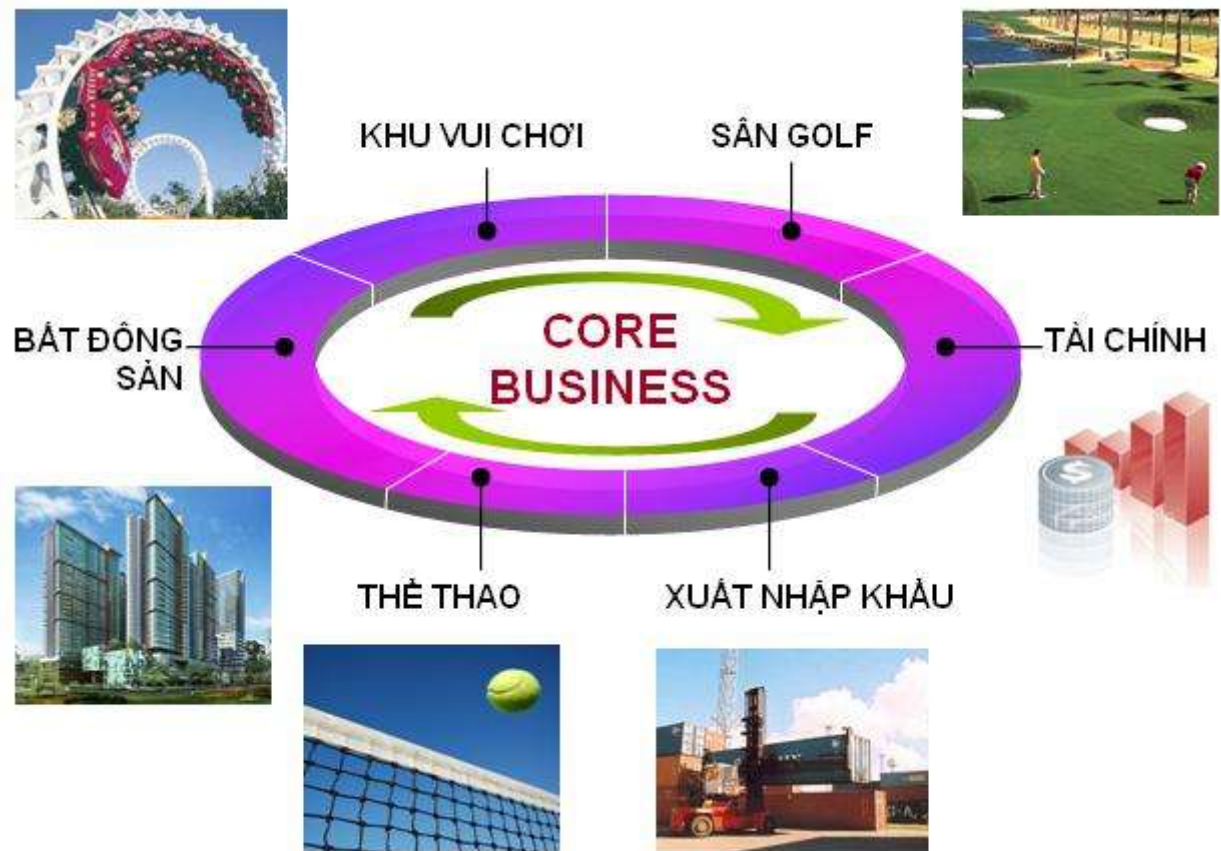 KHU VUI CHƠI
SÂN GOLF
BẤT ĐỘNG
SẢN
CORE
BUSINESS
TÀI CHÍNH
THỂ THAO
XUẤT NHẬP KHẨU